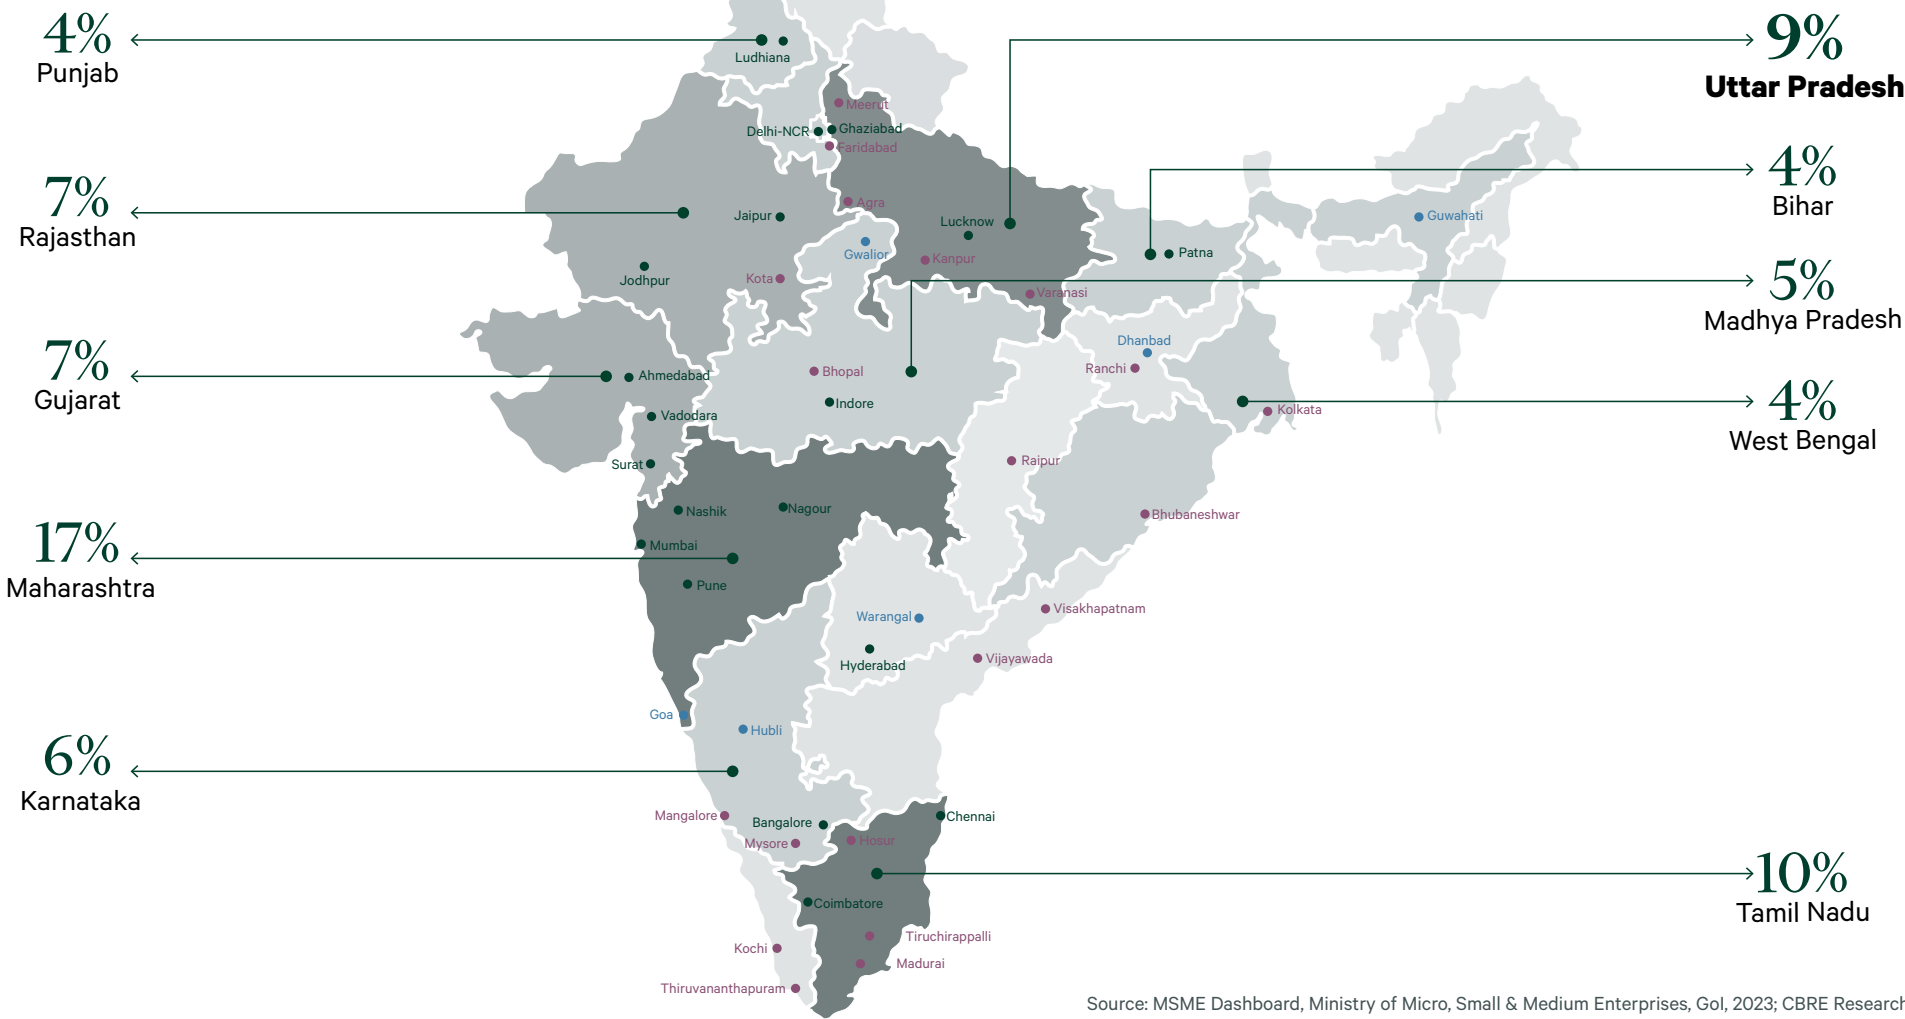 4%
Punjab
7%
Rajasthan
7%
Gujarat
17%
Maharashtra
6%
Karnataka
Ludhiana
Meerut
Delhi-NCR
Ghaziabad
Faridabad
Agra
Jaipur
Lucknow
Gwalior
Kanpur
Jodhpur
Kota
Varanasi
Patna
Guwahati
Dhanbad
Ranchi
Bhopal
Ahmedabad
Indore
Vadodara
Kolkata
Surat
Raipur
Nashik
Nagour
Bhubaneshwar
Mumbai
Pune
Visakhapatnam
Warangal
Hyderabad
Vijayawada
Goa
Hubli
Mangalore
Bangalore
Chennai
Mysore
Hosur
Coimbatore
Tiruchirappalli
Kochi
Madurai
Thiruvananthapuram
9%
Uttar Pradesh
4%
Bihar
5%
Madhya Pradesh
4%
West Bengal
10%
Tamil Nadu
Source: MSME Dashboard, Ministry of Micro, Small & Medium Enterprises, GoI, 2023; CBRE Research